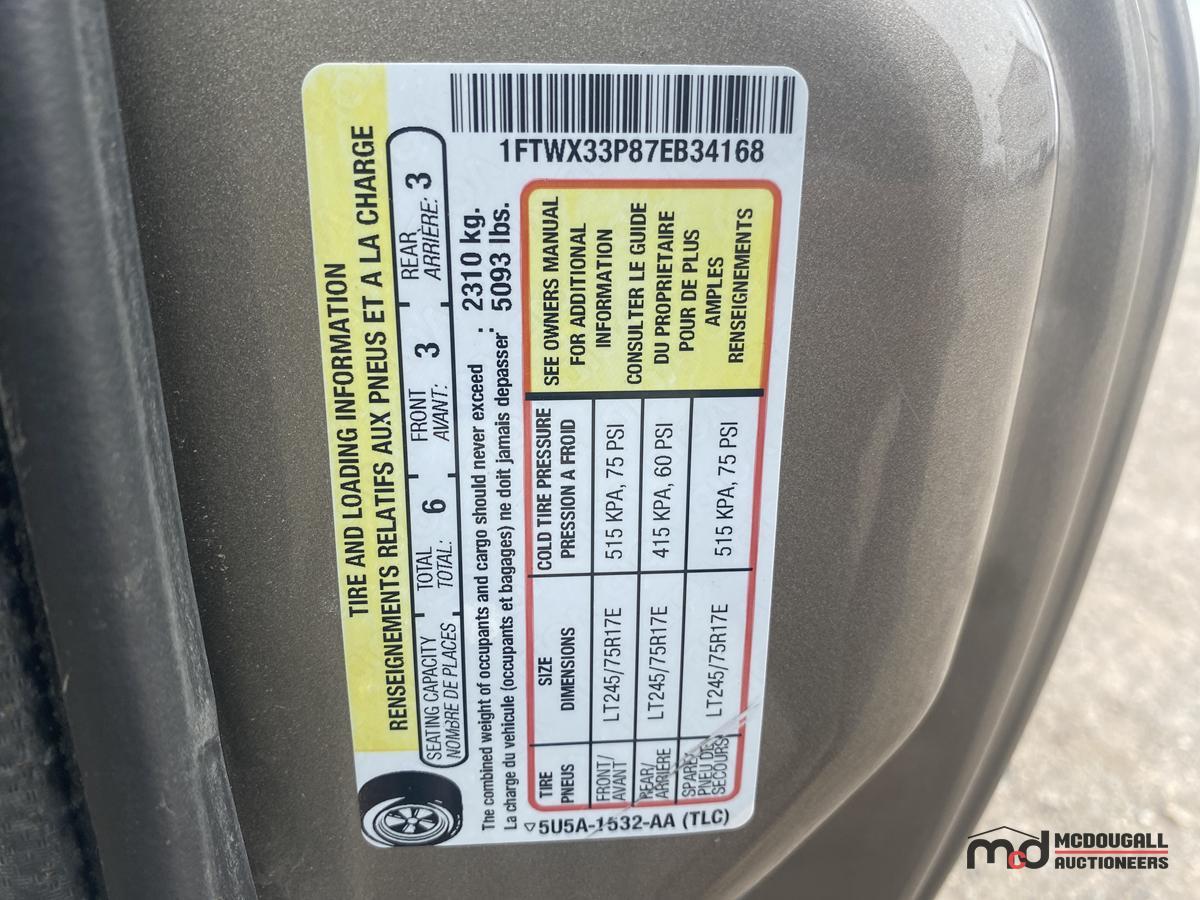 TIRE AND LOADING INFORMATION
RENSEIGNEMENTS RELATIFS AUX PNEUS ET A LA CHARGE
SEATING CAPACITY TOTAL FRONT REAR
NOMBRE DE PLACES TOTAL: 6 AVANT: 3 ARRIÈRE: 3
The combined weight of occupants and cargo should never exceed : 2310 kg.
La charge du vehicule (occupants et bagages) ne doit jamais depasser : 5093 lbs.
TIRE SIZE COLD TIRE PRESSURE
PNEUS DIMENSIONS PRESSION A FROID
FRONT/
AVANT LT245/75R17E 515 KPA, 75 PSI
REAR/
ARRIÈRE LT245/75R17E 415 KPA, 60 PSI
SPARE/
PNEU DE
SECOURS LT245/75R17E 515 KPA, 75 PSI
SEE OWNERS MANUAL
FOR ADDITIONAL
INFORMATION
CONSULTER LE GUIDE
DU PROPRIETAIRE
POUR DE PLUS
AMPLES
RENSEIGNEMENTS
1FTWX33P87EB34168
5U5A-1532-AA (TLC)
mcd MCDOUGALL
AUCTIONEERS